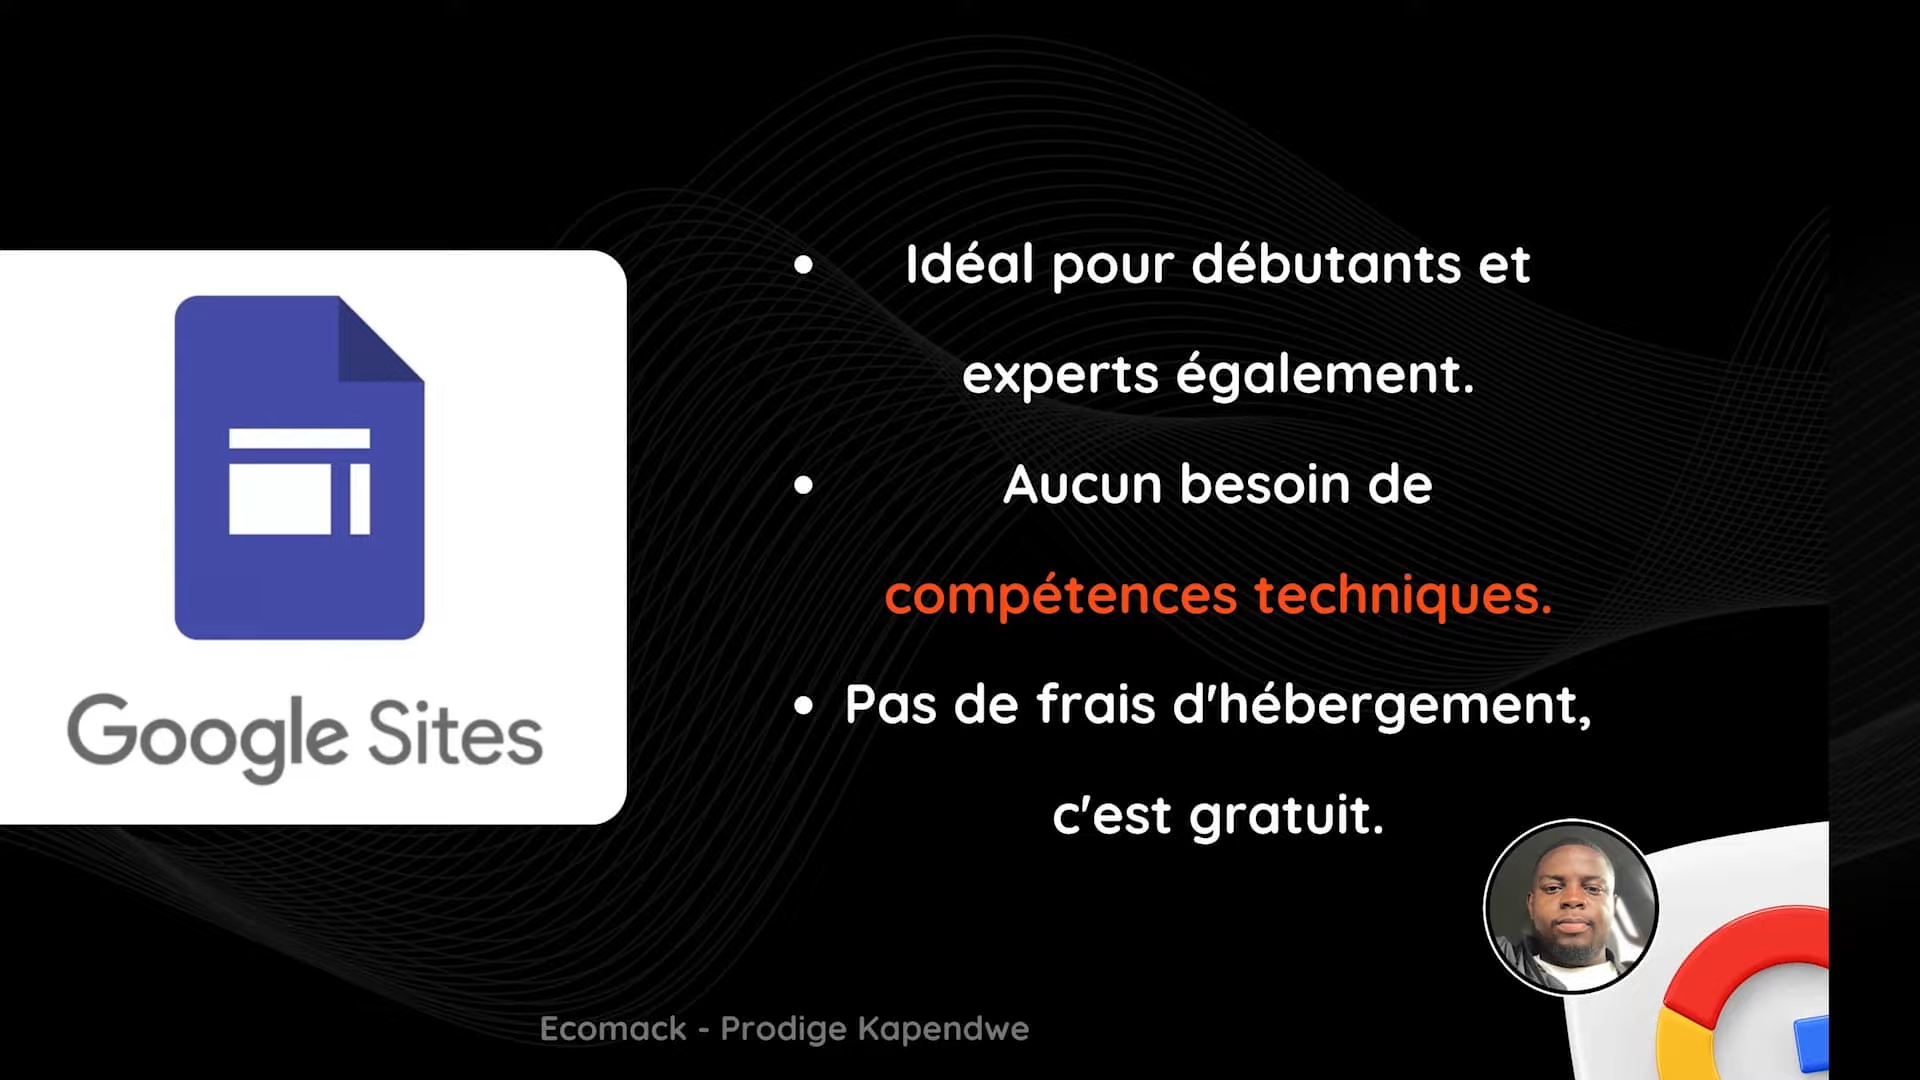 Google Sites
• Idéal pour débutants et
experts également.
• Aucun besoin de
compétences techniques.
• Pas de frais d'hébergement,
c'est gratuit.
Ecomack - Prodige Kapendwe